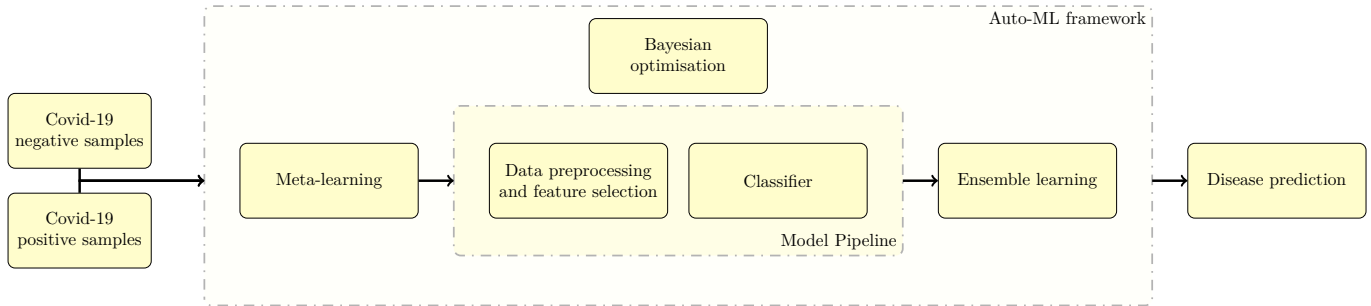 Auto-ML framework
Bayesian
optimisation
Covid-19
negative samples
Covid-19
positive samples
Meta-learning
Data preprocessing
and feature selection
Classifier
Model Pipeline
Ensemble learning
Disease prediction